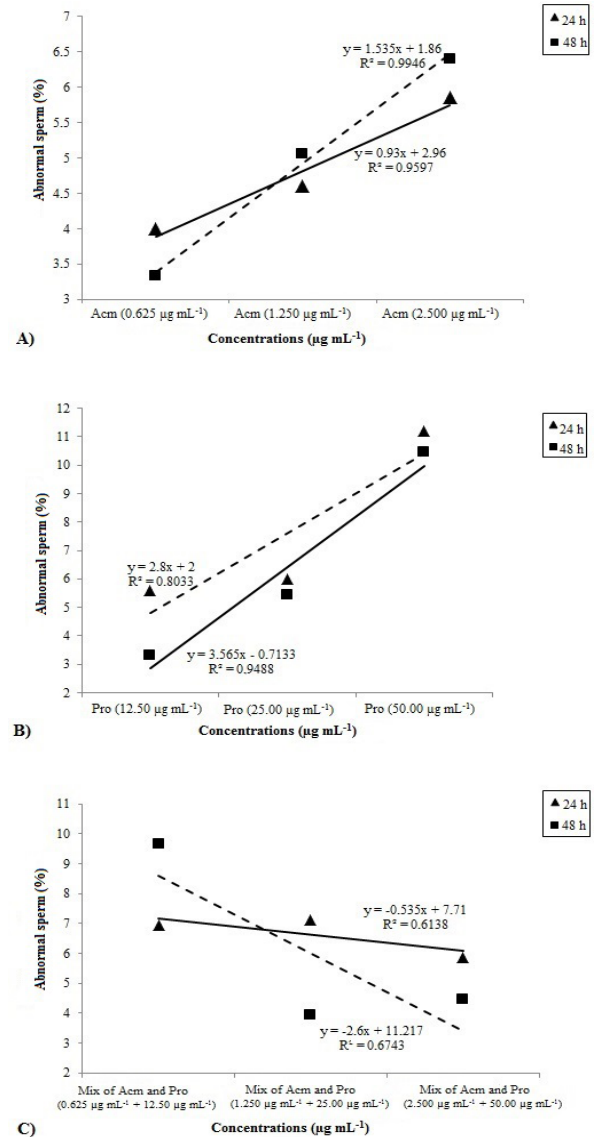 7
6.5
6
5.5
5
4.5
4
3.5
3
Abnormal sperm (%)
24 h
48 h
y = 1.535x + 1.86
R² = 0.9946
y = 0.93x + 2.96
R² = 0.9597
Acm (0.625 µg mL⁻¹) Acm (1.250 µg mL⁻¹) Acm (2.500 µg mL⁻¹)
Concentrations (µg mL⁻¹)
A)
12
11
10
9
8
7
6
5
4
3
2
Abnormal sperm (%)
24 h
48 h
y = 2.8x + 2
R² = 0.8033
y = 3.565x - 0.7133
R² = 0.9488
Pro (12.50 µg mL⁻¹) Pro (25.00 µg mL⁻¹) Pro (50.00 µg mL⁻¹)
Concentrations (µg mL⁻¹)
B)
11
10
9
8
7
6
5
4
3
2
Abnormal sperm (%)
24 h
48 h
y = -0.535x + 7.71
R² = 0.6138
y = -2.6x + 11.217
R² = 0.6743
Mix of Acm and Pro Mix of Acm and Pro Mix of Acm and Pro
(0.625 µg mL⁻¹ + 12.50 µg mL⁻¹) (1.250 µg mL⁻¹ + 25.00 µg mL⁻¹) (2.500 µg mL⁻¹ + 50.00 µg mL⁻¹)
Concentrations (µg mL⁻¹)
C)